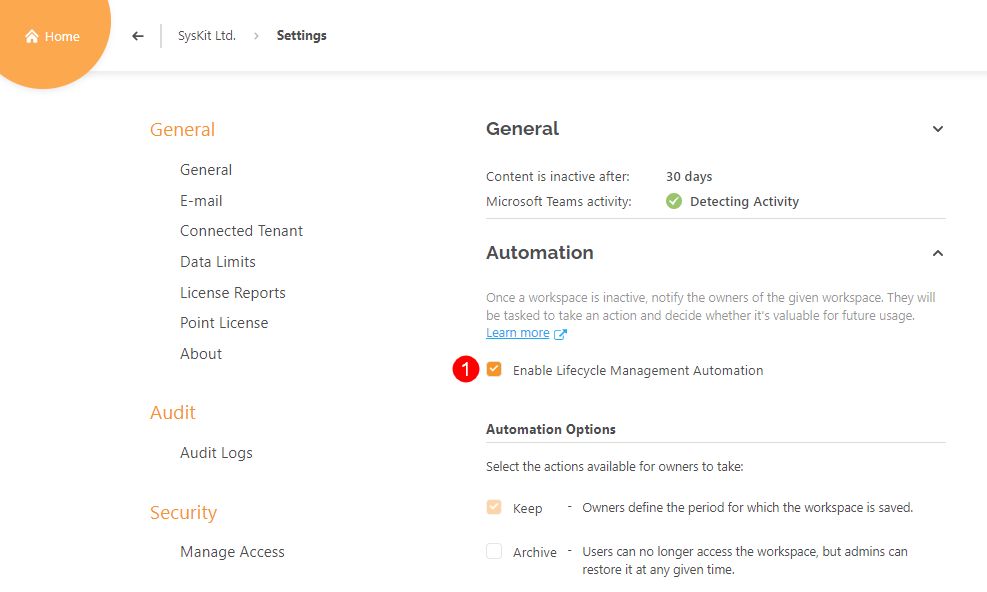 Home
SysKit Ltd. > Settings
General
General
E-mail
Connected Tenant
Data Limits
License Reports
Point License
About
Audit
Audit Logs
Security
Manage Access
General
Content is inactive after: 30 days
Microsoft Teams activity: Detecting Activity
Automation
Once a workspace is inactive, notify the owners of the given workspace. They will
be tasked to take an action and decide whether it's valuable for future usage.
Learn more
1 Enable Lifecycle Management Automation
Automation Options
Select the actions available for owners to take:
Keep - Owners define the period for which the workspace is saved.
Archive - Users can no longer access the workspace, but admins can
restore it at any given time.